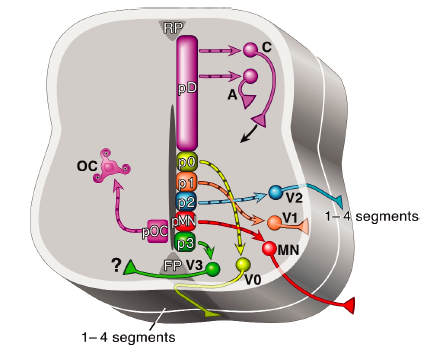 RP
C
pD
A
p0
OC
p1
p2
V2
1–4 segments
pMN
V1
pOC
p3
MN
?
FP
V3
V0
1–4 segments